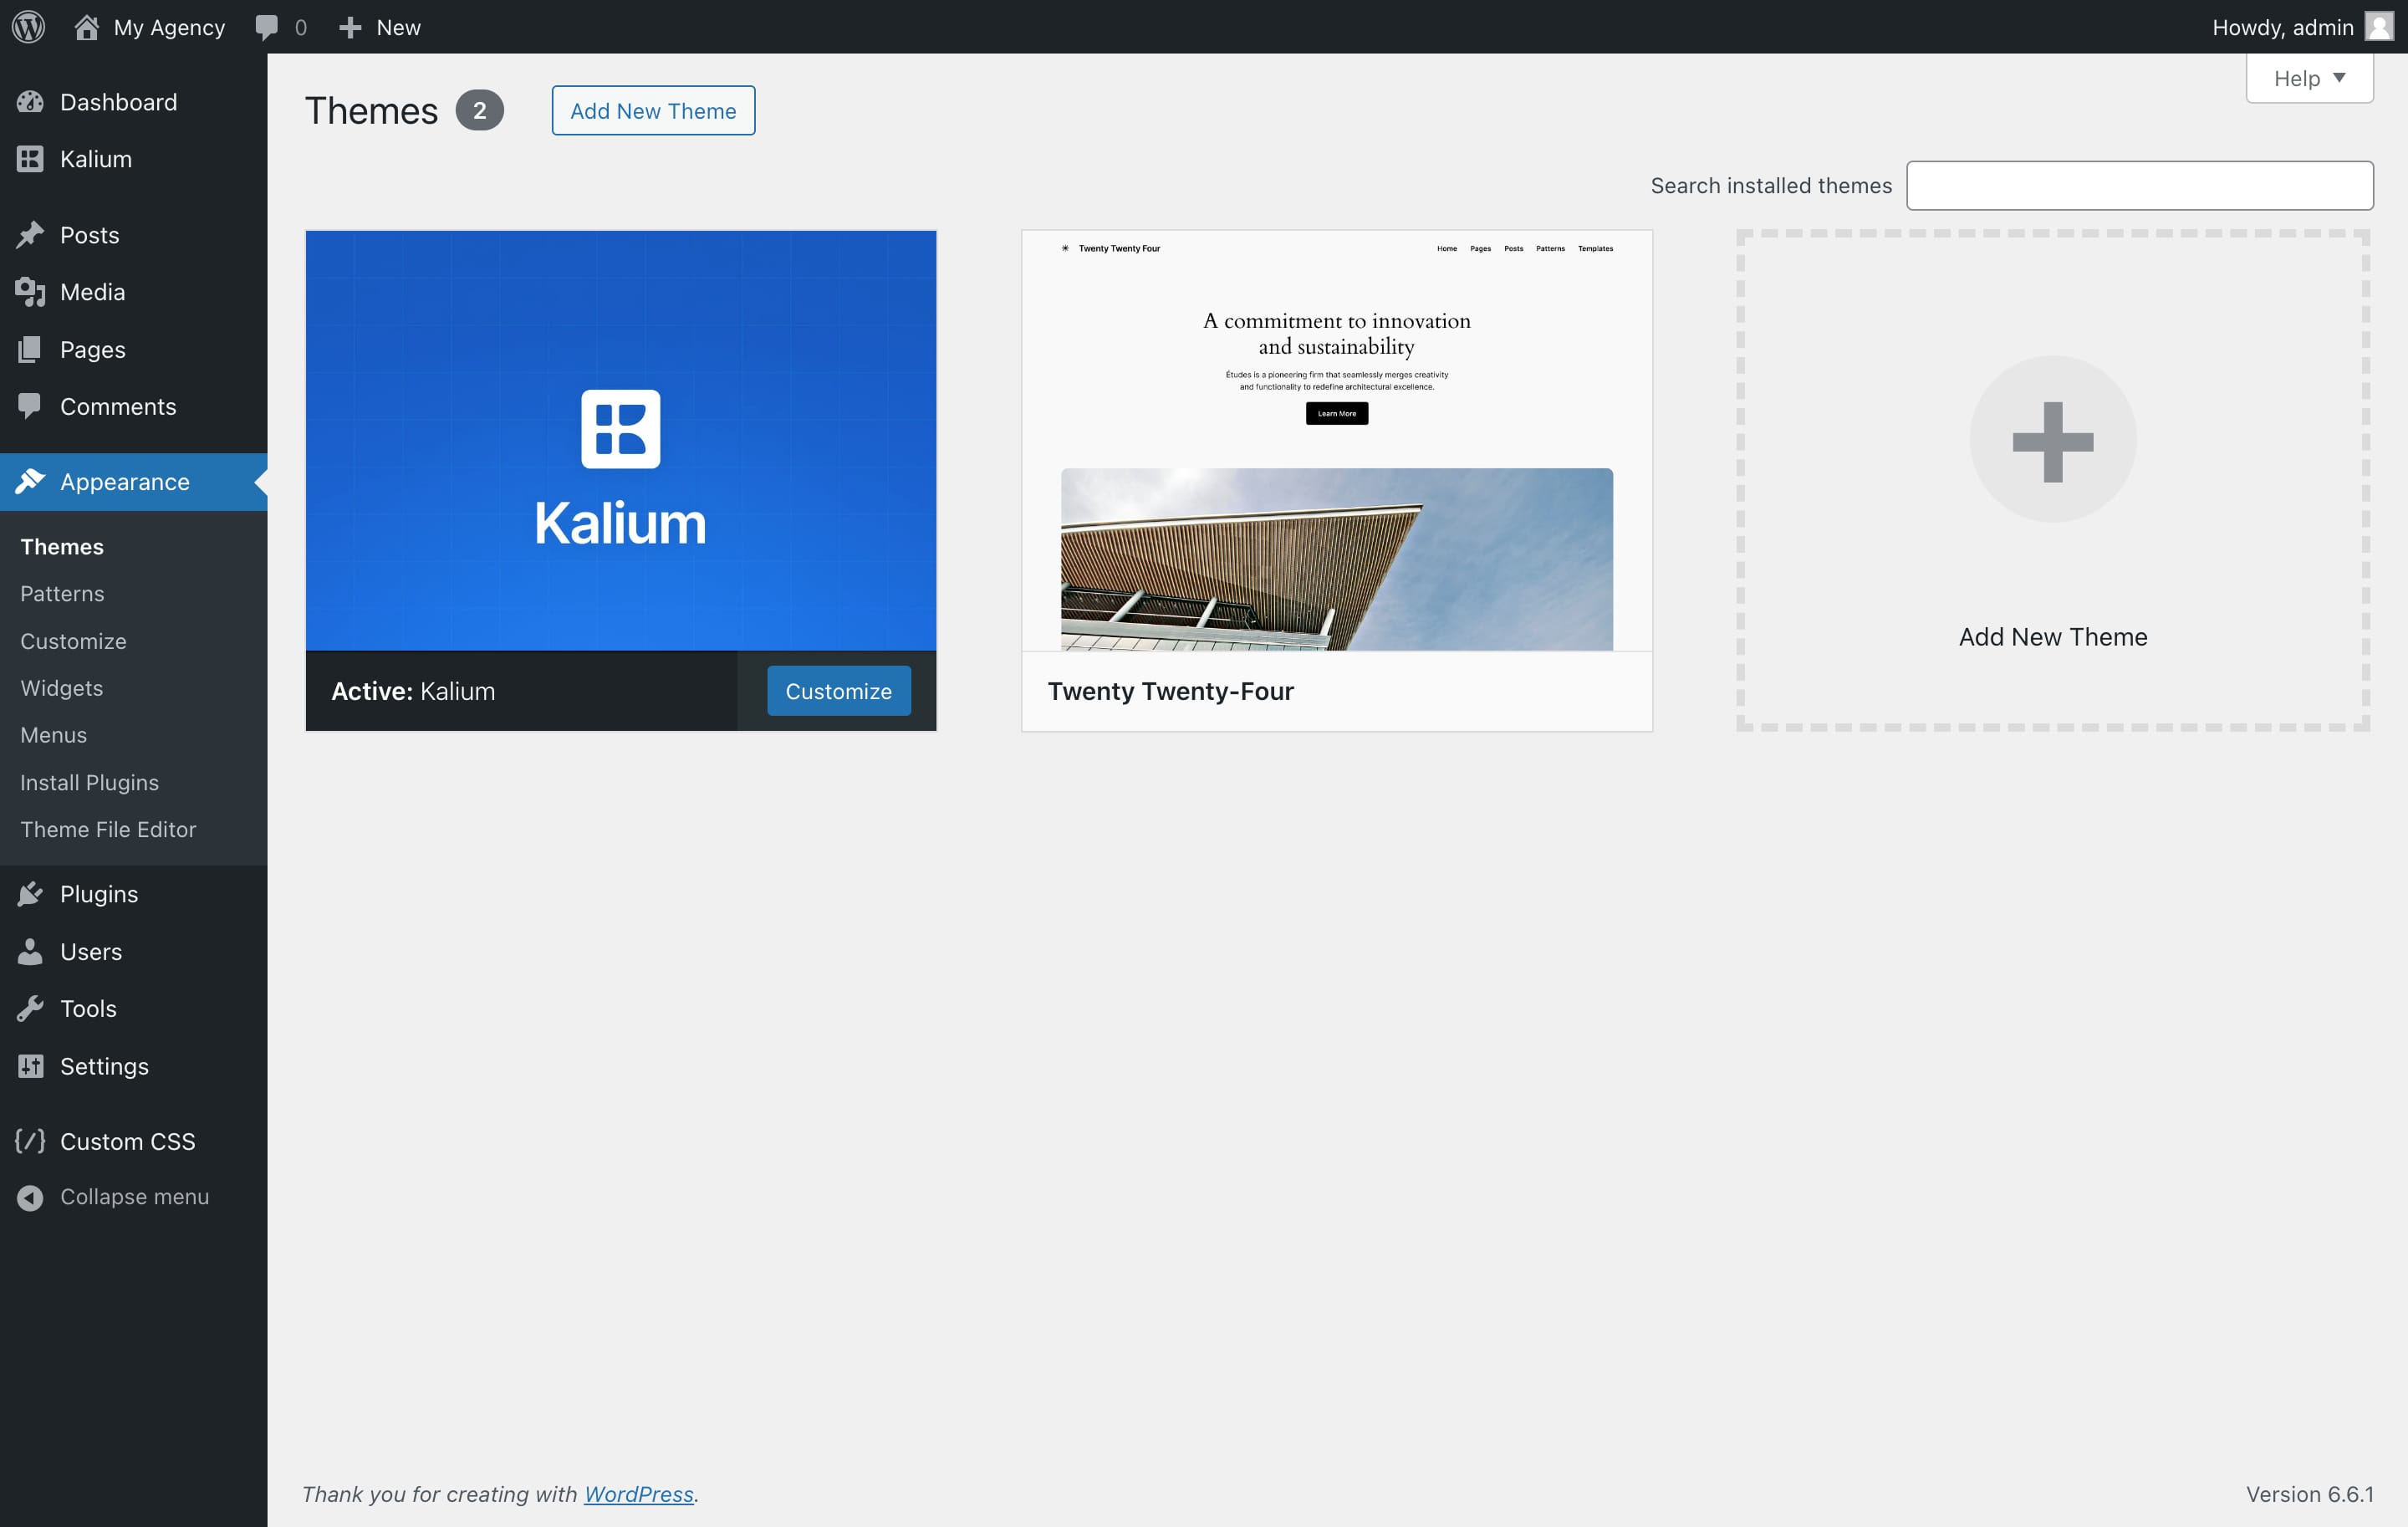 My Agency
0
New
Howdy, admin
Dashboard
Kalium
Posts
Media
Pages
Comments
Appearance
Themes
Patterns
Customize
Widgets
Menus
Install Plugins
Theme File Editor
Plugins
Users
Tools
Settings
Custom CSS
Collapse menu
Help
Themes 2
Add New Theme
Search installed themes
Kalium
Active: Kalium
Customize
Twenty Twenty Four
Home Pages Posts Patterns Templates
A commitment to innovation
and sustainability
Études is a pioneering firm that seamlessly merges creativity
and functionality to redefine architectural excellence.
Learn More
Twenty Twenty-Four
Add New Theme
Thank you for creating with WordPress.
Version 6.6.1